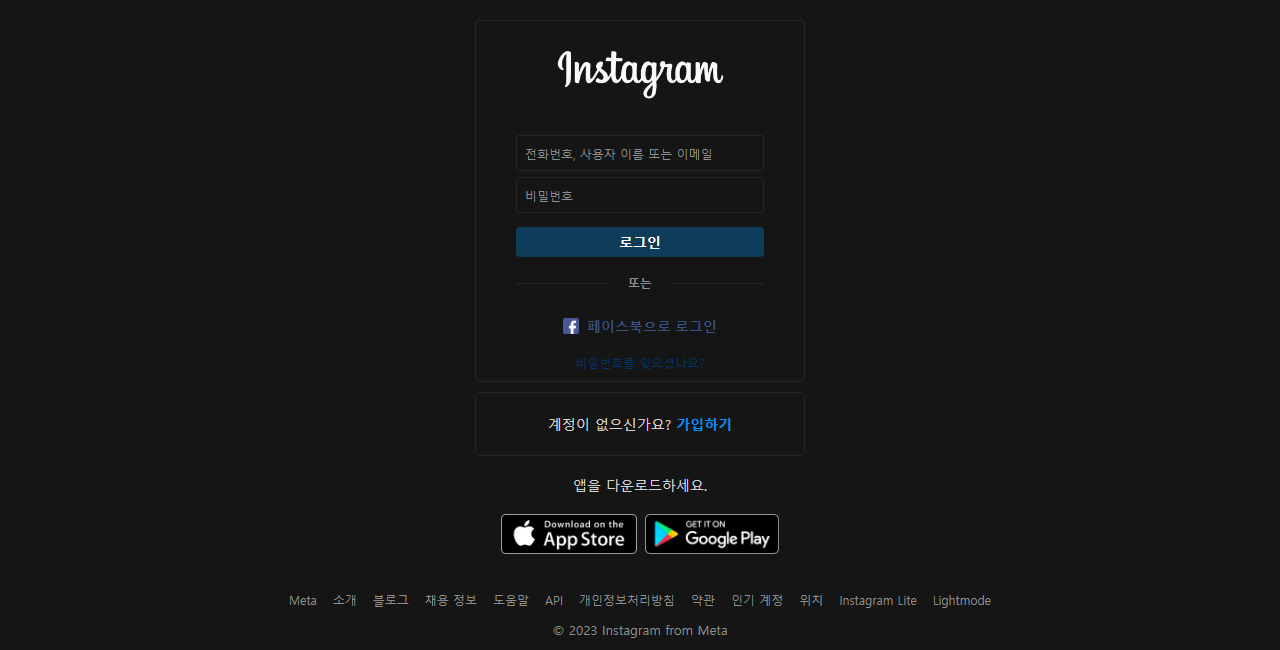 Instagram
전화번호, 사용자 이름 또는 이메일
비밀번호
로그인
또는
페이스북으로 로그인
비밀번호를 잊으셨나요?
계정이 없으신가요? 가입하기
앱을 다운로드하세요.
Download on the App Store
GET IT ON Google Play
Meta 소개 블로그 채용 정보 도움말 API 개인정보처리방침 약관 인기 계정 위치 Instagram Lite Lightmode
© 2023 Instagram from Meta